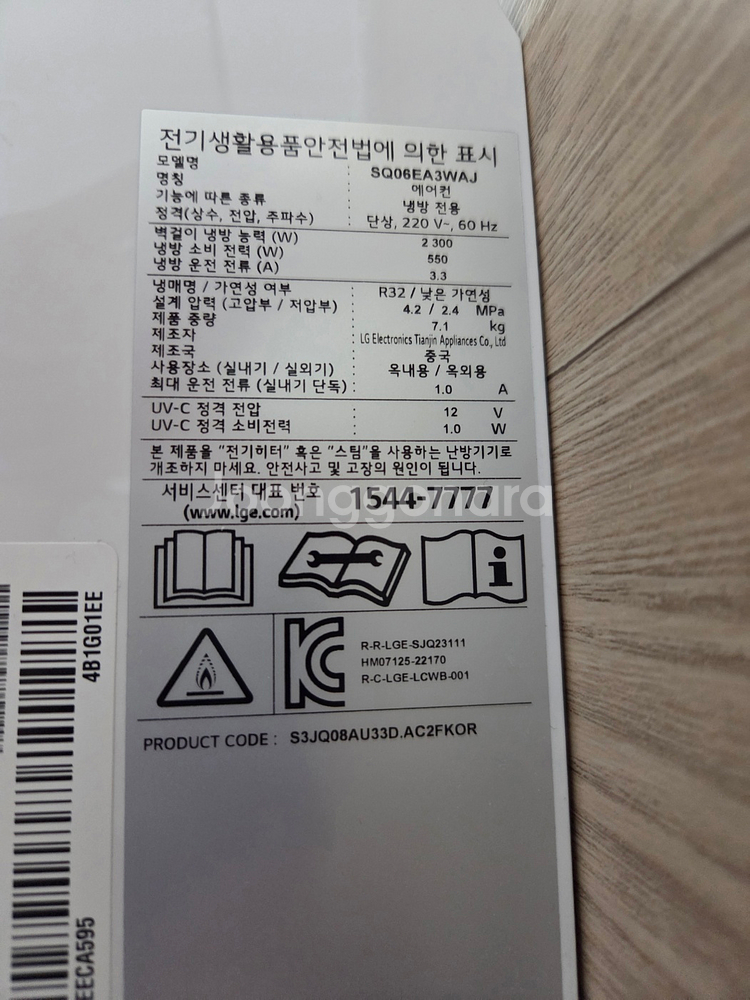 전기생활용품안전법에 의한 표시
모델명 : SQ06EA3WAJ
명칭 : 에어컨
기능에 따른 종류 : 냉방 전용
정격(상수, 전압, 주파수) : 단상, 220 V~, 60 Hz
벽걸이 냉방 능력 (W) : 2 300
냉방 소비 전력 (W) : 550
냉방 운전 전류 (A) : 3.3
냉매명 / 가연성 여부 : R32 / 낮은 가연성
설계 압력 (고압부 / 저압부) : 4.2 / 2.4 MPa
제품 중량 : 7.1 kg
제조자 : LG Electronics Tianjin Appliances Co., Ltd
제조국 : 중국
사용장소 (실내기 / 실외기) : 옥내용 / 옥외용
최대 운전 전류 (실내기 단독) : 1.0 A
UV-C 정격 전압 : 12 V
UV-C 정격 소비전력 : 1.0 W
본 제품을 "전기히터" 혹은 "스팀"을 사용하는 난방기기로
개조하지 마세요. 안전사고 및 고장의 원인이 됩니다.
서비스센터 대표 번호 1544-7777
(www.lge.com)
Joonggonara
R-R-LGE-SJQ23111
HM07125-22170
R-C-LGE-LCWB-001
PRODUCT CODE : S3JQ08AU33D.AC2FKOR
4B1G01EE
EECA595